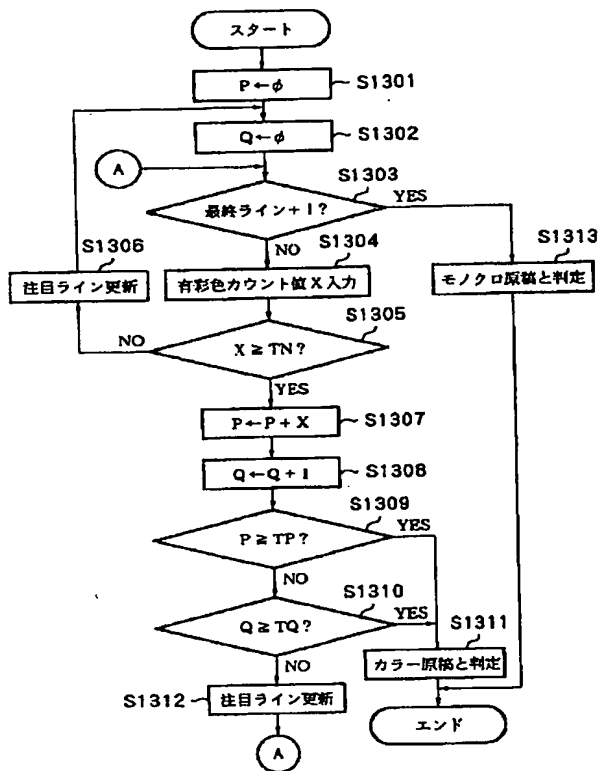 スタート
P←φ
S1301
Q←φ
S1302
A
S1303
最終ライン+1?
YES
NO
S1306
注目ライン更新
S1304
有彩色カウント値X入力
S1313
モノクロ原稿と判定
S1305
X≧TN?
NO
YES
P←P+X
S1307
Q←Q+1
S1308
S1309
P≧TP?
YES
NO
S1310
Q≧TQ?
YES
NO
S1311
カラー原稿と判定
S1312
注目ライン更新
エンド
A